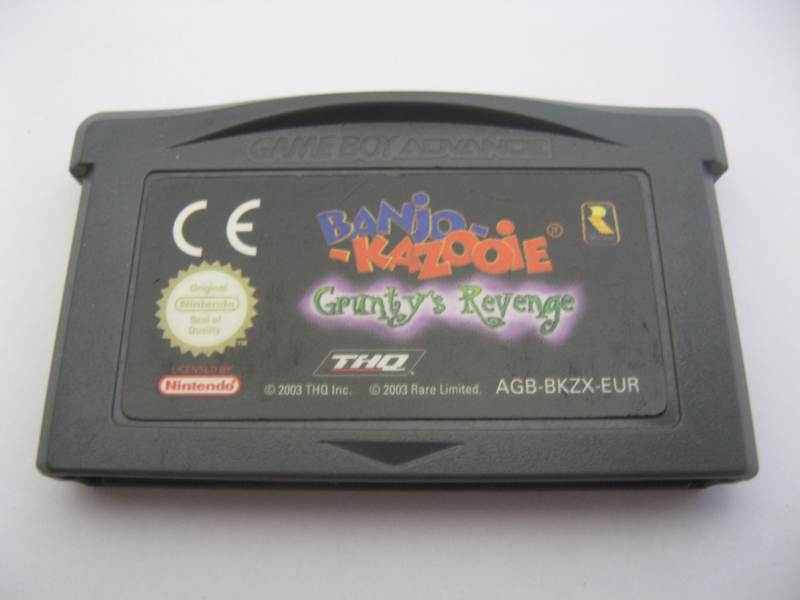 GAME BOY ADVANCE
CE
BANJO-
-KAZOOIE®
R
Grunty's Revenge
Original
Nintendo
Seal of
Quality
TM
THQ
LICENSED BY
Nintendo
© 2003 THQ Inc. © 2003 Rare Limited. AGB-BKZX-EUR